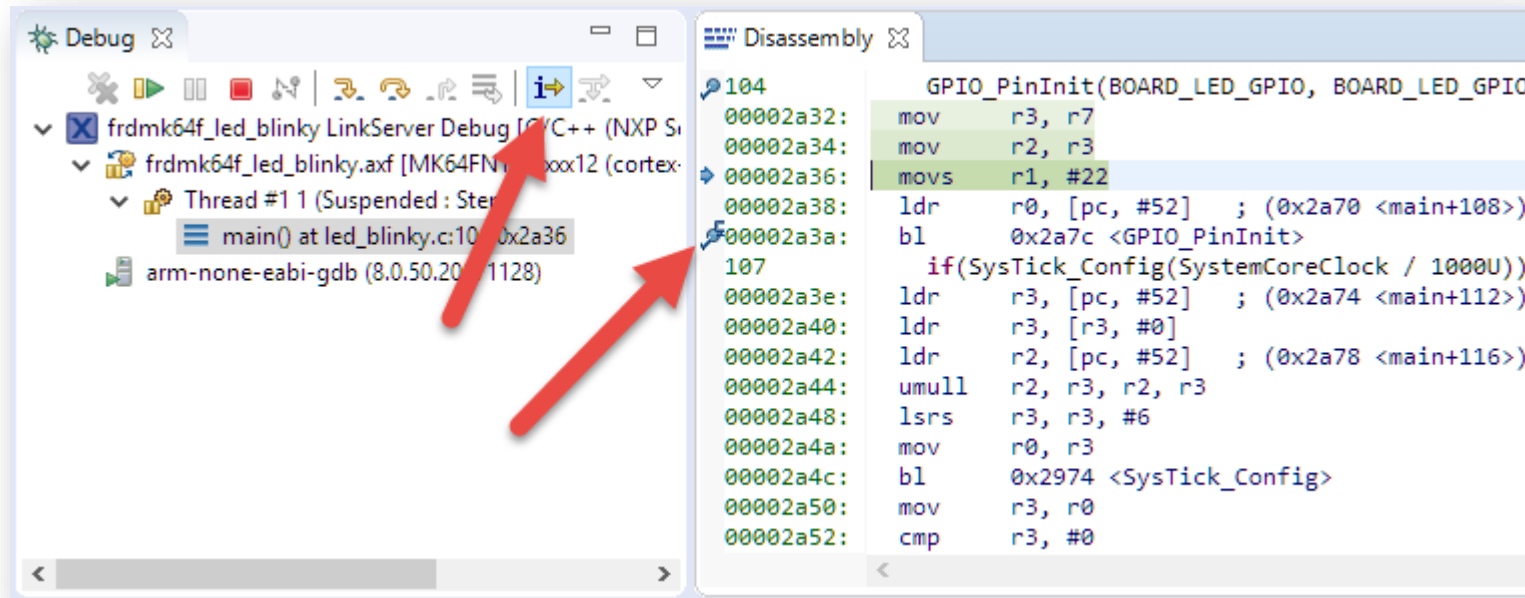 Debug
frdmk64f_led_blinky LinkServer Debug [C/C++ (NXP
frdmk64f_led_blinky.axf [MK64FN xxx12 (cortex-
Thread #1 1 (Suspended :
main() at led_blinky.c: 0x2a36
arm-none-eabi-gdb (8.0.50. 1128)
Disassembly
104 GPIO_PinInit(BOARD_LED_GPIO, BOARD_LED_GPIO
00002a32: mov r3, r7
00002a34: mov r2, r3
00002a36: movs r1, #22
00002a38: ldr r0, [pc, #52] ; (0x2a70 <main+108>)
00002a3a: bl 0x2a7c <GPIO_PinInit>
107 if(SysTick_Config(SystemCoreClock / 1000U))
00002a3e: ldr r3, [pc, #52] ; (0x2a74 <main+112>)
00002a40: ldr r3, [r3, #0]
00002a42: ldr r2, [pc, #52] ; (0x2a78 <main+116>)
00002a44: umull r2, r3, r2, r3
00002a48: lsrs r3, r3, #6
00002a4a: mov r0, r3
00002a4c: bl 0x2974 <SysTick_Config>
00002a50: mov r3, r0
00002a52: cmp r3, #0